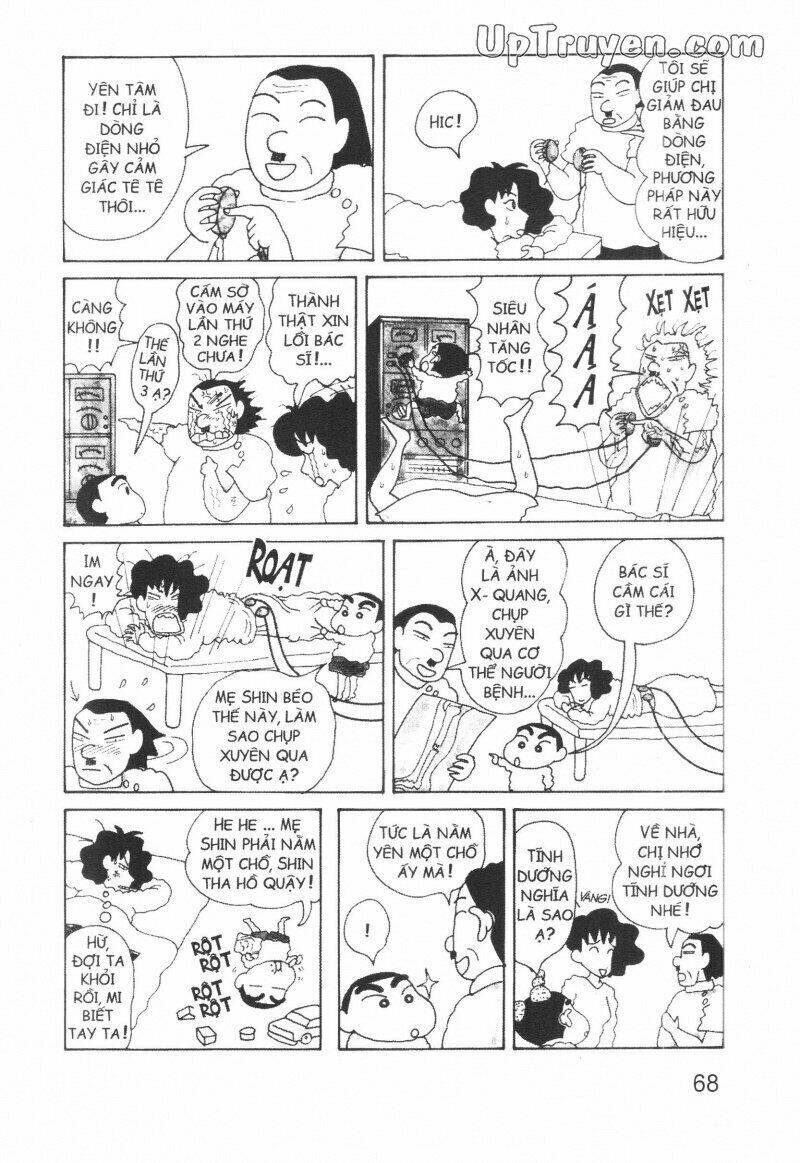 UpTruyen.com
TÔI SẼ
GIÚP CHỊ
GIẢM ĐAU
BẰNG
DÒNG
ĐIỆN,
PHƯƠNG
PHÁP NÀY
RẤT HỮU
HIỆU...
HIC!
YÊN TÂM
ĐI! CHỈ LÀ
DÒNG
ĐIỆN NHỎ
GÂY CẢM
GIÁC TÊ TÊ
THÔI...
XẸT XẸT
Á
Ạ
A
A
SIÊU
NHÂN
TĂNG
TỐC!!
THÀNH
THẬT XIN
LỖI BÁC
SĨ!...
CẤM SỜ
VÀO MÁY
LẦN THỨ
2 NGHE
CHƯA!
THẾ
LẦN
THỨ
3 Ạ?
CÀNG
KHÔNG!
!!
BÁC SĨ
CẦM CÁI
GÌ THẾ?
À, ĐÂY
LÀ ẢNH
X- QUANG,
CHỤP
XUYÊN
QUA CƠ
THỂ NGƯỜI
BỆNH...
ROẠT
IM
NGAY
!
MẸ SHIN BÉO
THẾ NÀY, LÀM
SAO CHỤP
XUYÊN QUA
ĐƯỢC Ạ?
VỀ NHÀ,
CHỊ NHỚ
NGHỈ NGƠI
TĨNH DƯỠNG
NHÉ!
VÂNG!
TĨNH
DƯỠNG
NGHĨA
LÀ SAO
Ạ?
TỨC LÀ NẰM
YÊN MỘT CHỖ
ẤY MÀ!
!
HE HE ... MẸ
SHIN PHẢI NẰM
MỘT CHỖ, SHIN
THA HỒ QUẬY!
RỘT
RỘT
RỘT
RỘT
HỪ,
ĐỢI TA
KHỎI
RỒI, MI
BIẾT
TAY TA!
68